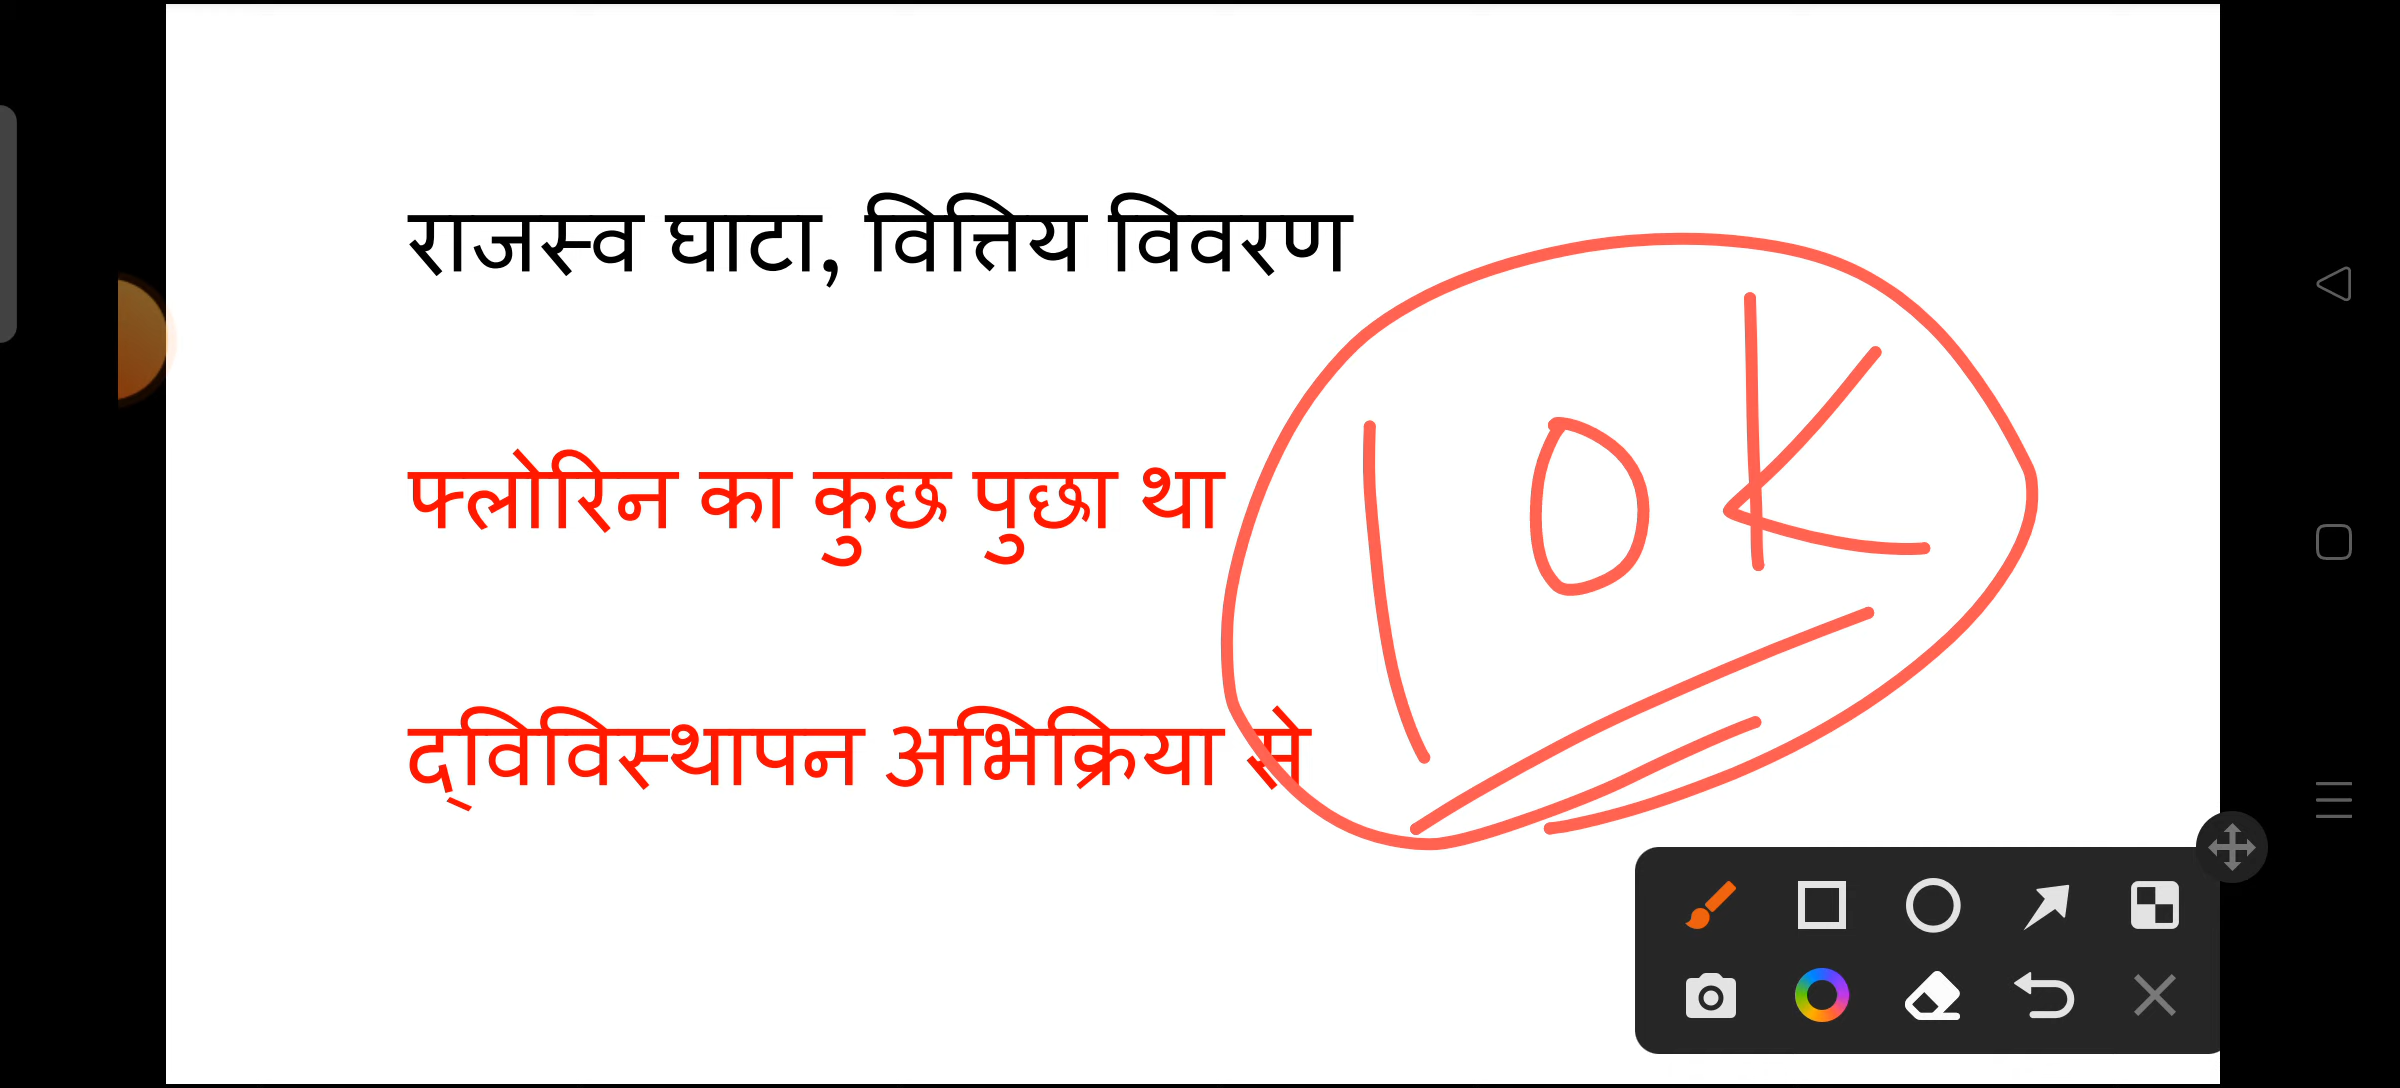 राजस्व घाटा, वित्तिय विवरण
फ्लोरिन का कुछ पुछा था
10K
द्विविस्थापन अभिक्रिया से